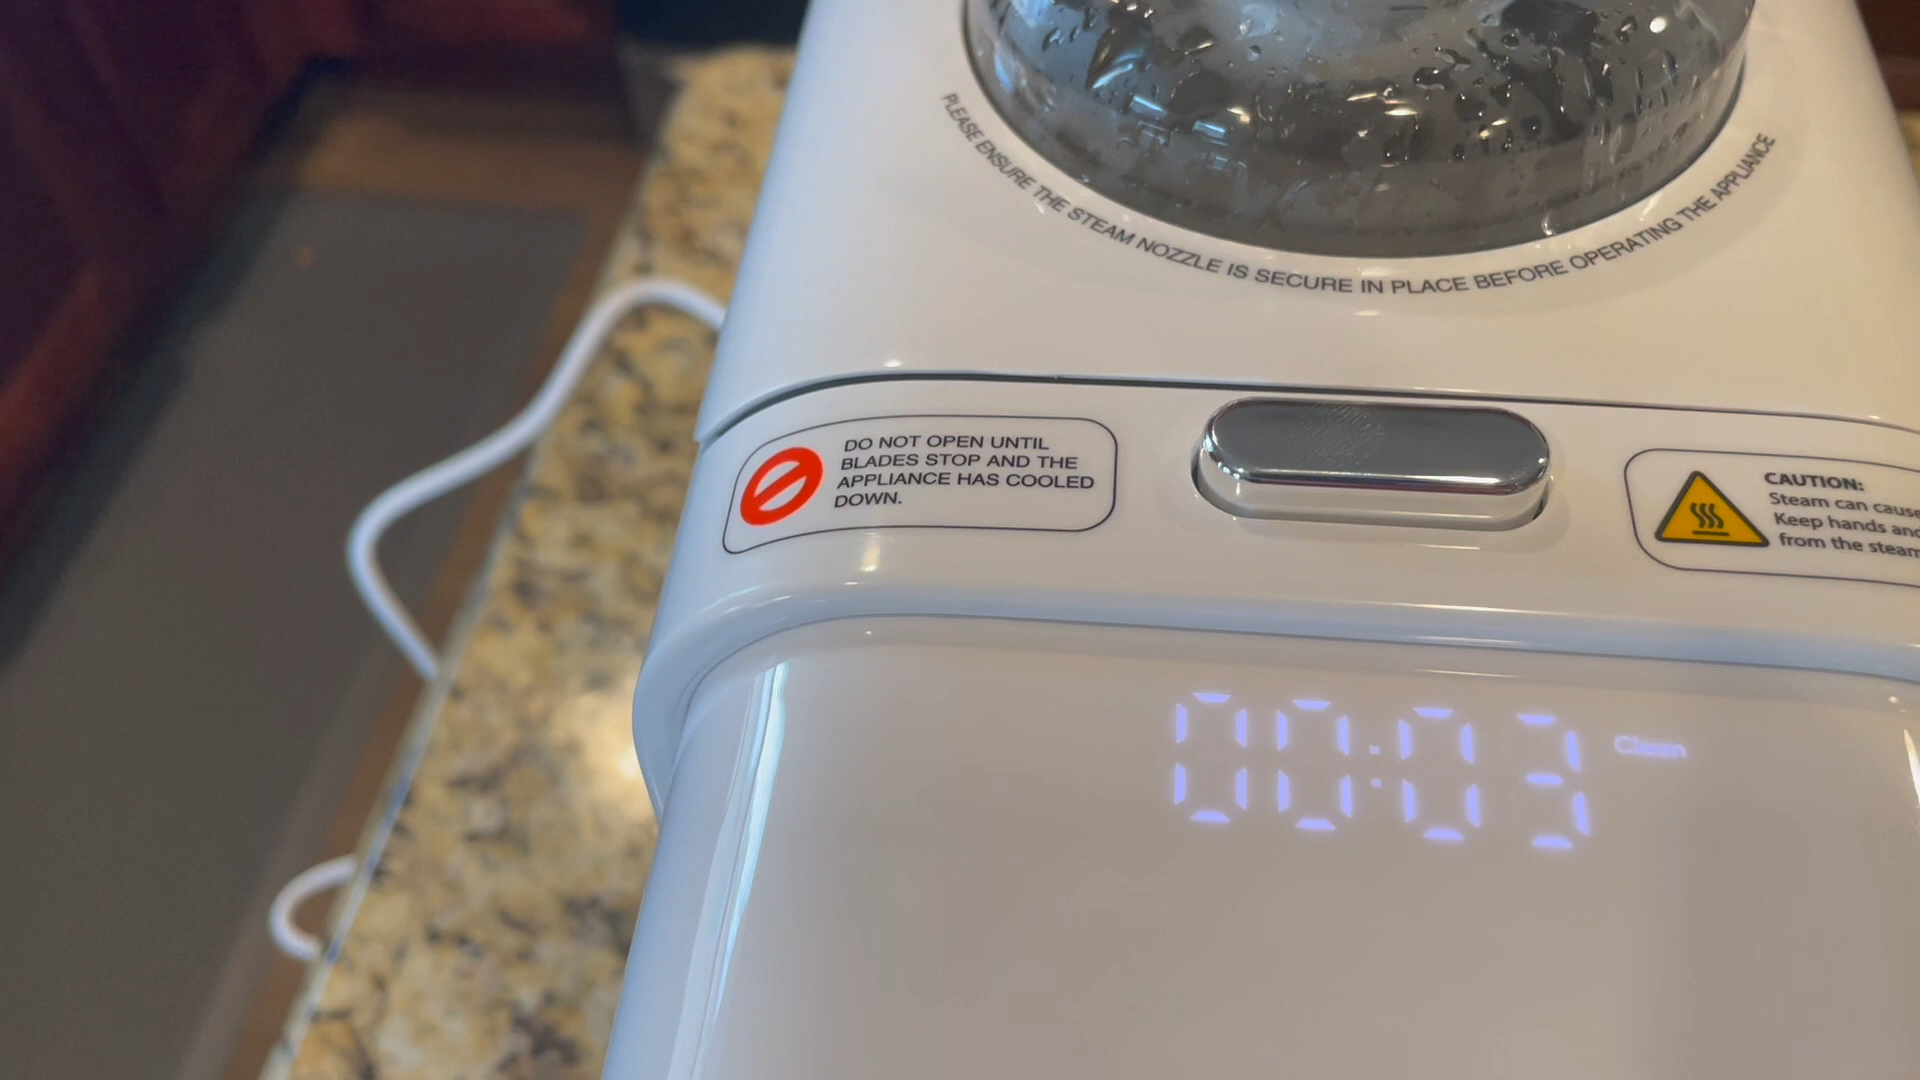 PLEASE ENSURE THE STEAM NOZZLE IS SECURE IN PLACE BEFORE OPERATING THE APPLIANCE
DO NOT OPEN UNTIL
BLADES STOP AND THE
APPLIANCE HAS COOLED
DOWN.
CAUTION:
Steam can cause
Keep hands and
from the steam
00:03 Clean